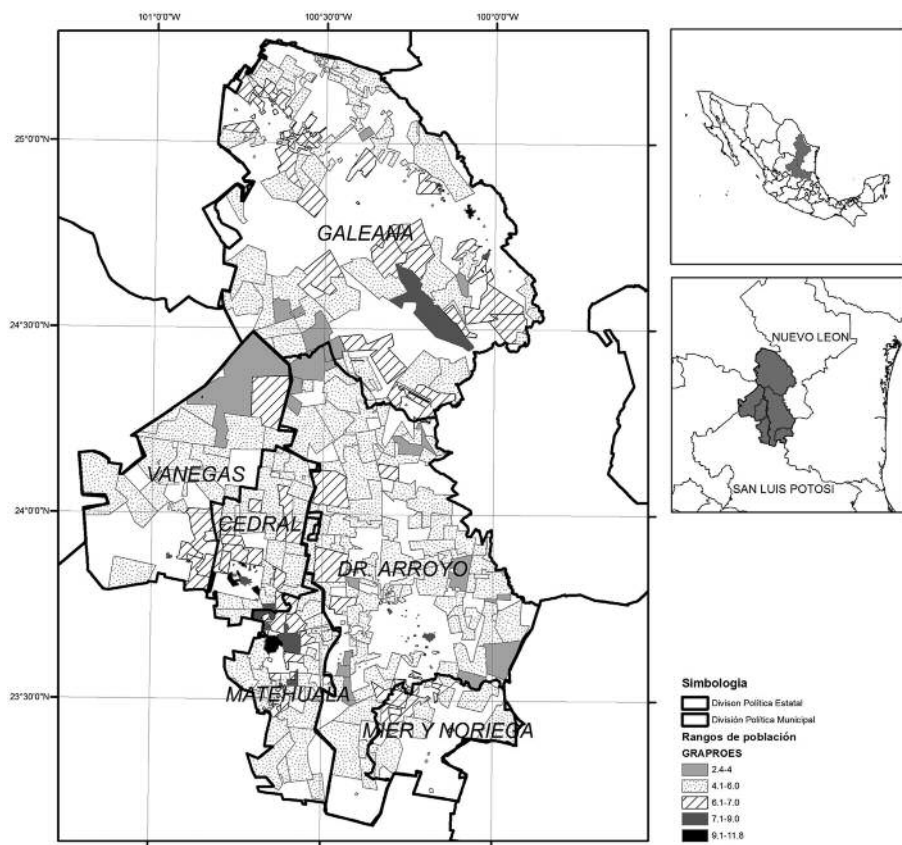 101°0'0"W
100°30'0"W
100°0'0"W
25°0'0"N
24°30'0"N
24°0'0"N
23°30'0"N
GALEANA
VANEGAS
CEDRAL
DR. ARROYO
MATEHUALA
MIER Y NORIEGA
NUEVO LEON
SAN LUIS POTOSI
Simbologia
Divison Política Estatal
División Política Municipal
Rangos de población
GRAPROES
2.4-4
4.1-6.0
6.1-7.0
7.1-9.0
9.1-11.8